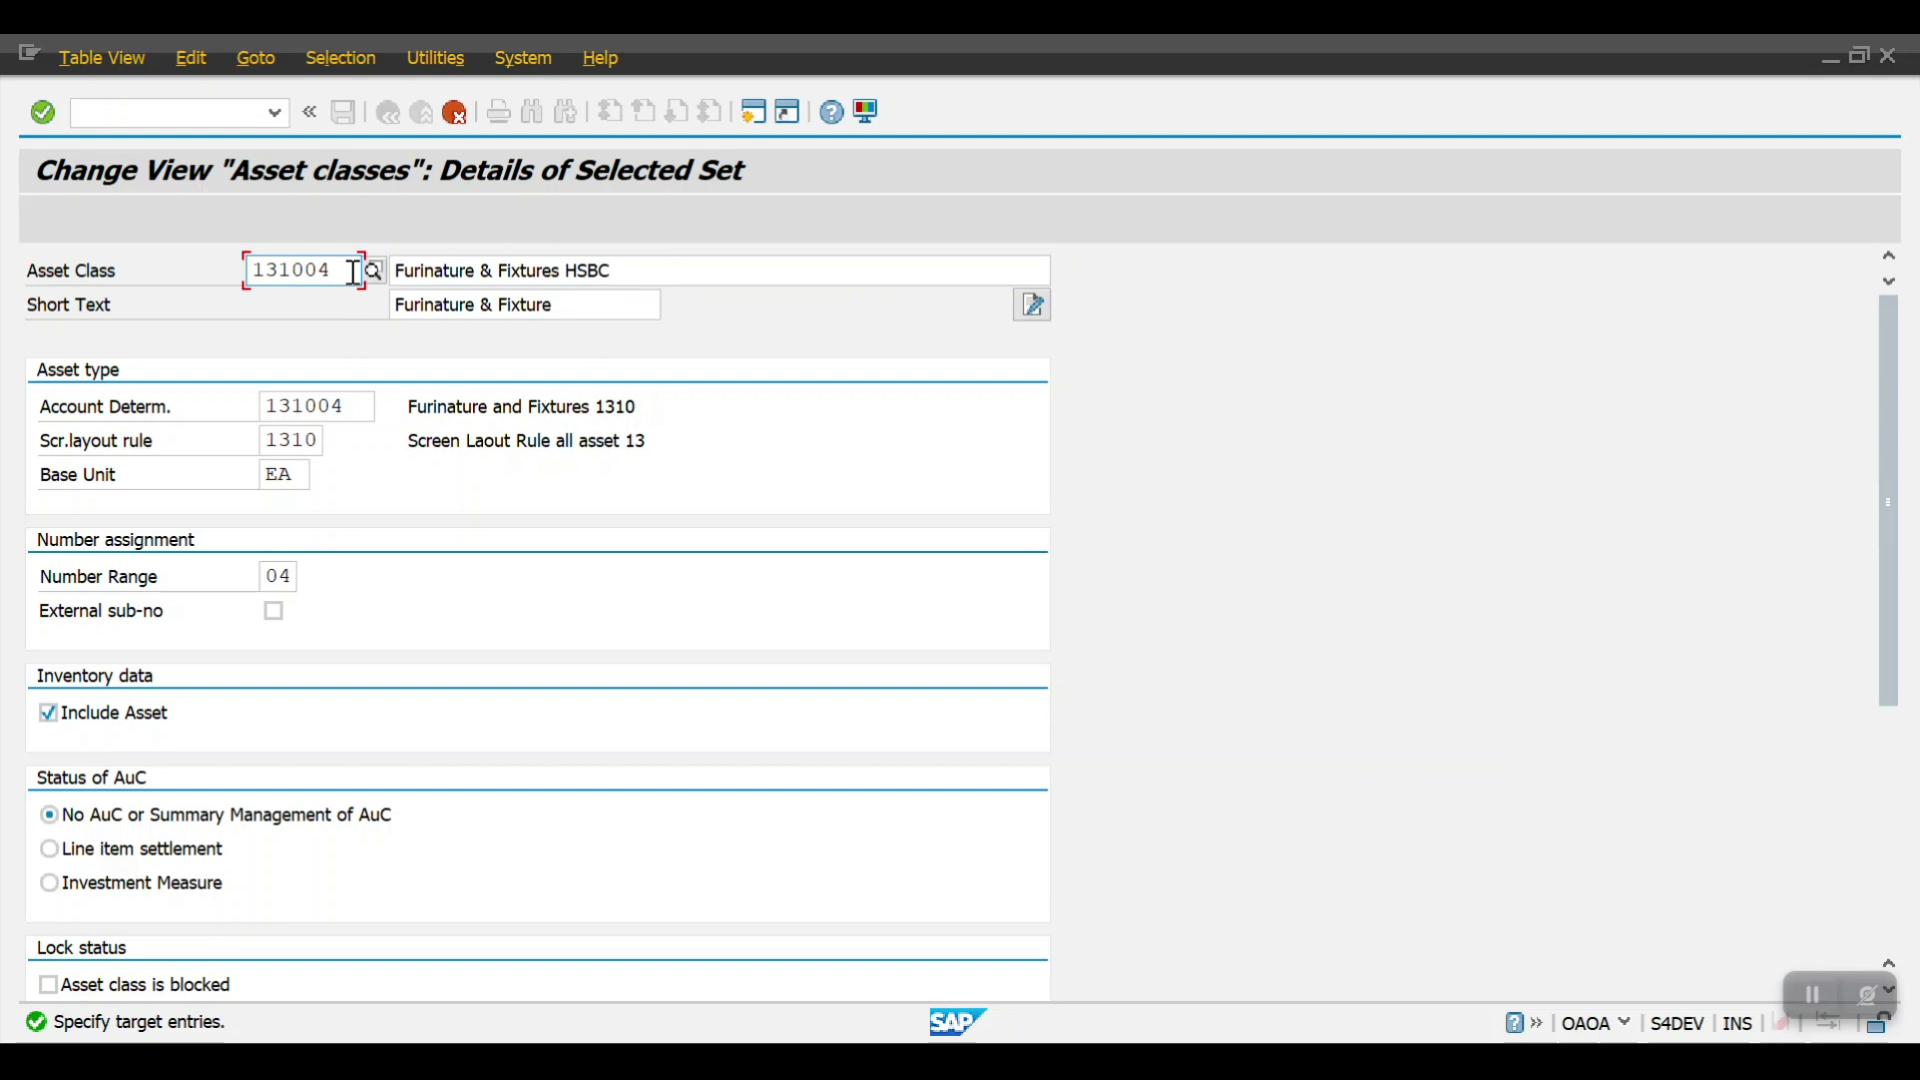 Table View Edit Goto Selection Utilities System Help
Change View "Asset classes": Details of Selected Set
Asset Class 131004 Furinature & Fixtures HSBC
Short Text Furinature & Fixture
Asset type
Account Determ. 131004 Furinature and Fixtures 1310
Scr.layout rule 1310 Screen Laout Rule all asset 13
Base Unit EA
Number assignment
Number Range 04
External sub-no
Inventory data
Include Asset
Status of AuC
No AuC or Summary Management of AuC
Line item settlement
Investment Measure
Lock status
Asset class is blocked
Specify target entries. SAP OAOA S4DEV INS